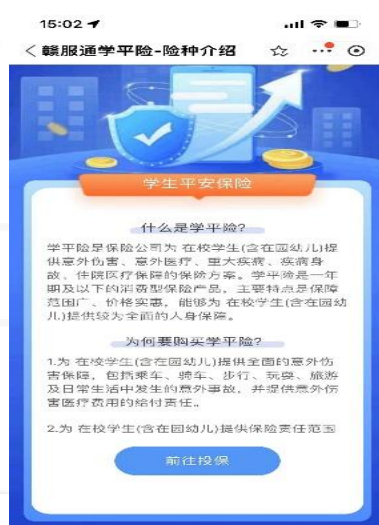 15:02
赣服通学平险-险种介绍
学生平安保险
什么是学平险?
学平险是保险公司为 在校学生(含在园幼儿)提
供意外伤害、意外医疗、重大疾病、疾病身
故、住院医疗保障的保险方案。学平险是一年
期及以下的消费型保险产品，主要特点是保障
范围广、价格实惠，能够为 在校学生(含在园幼
儿)提供较为全面的人身保障。
为何要购买学平险?
1.为 在校学生(含在园幼儿)提供全面的意外伤
害保障，包括乘车、骑车、步行、玩耍、旅游
及日常生活中发生的意外事故，并提供意外伤
害医疗费用的给付责任。
2.为 在校学生(含在园幼儿)提供保险责任范围
前往投保